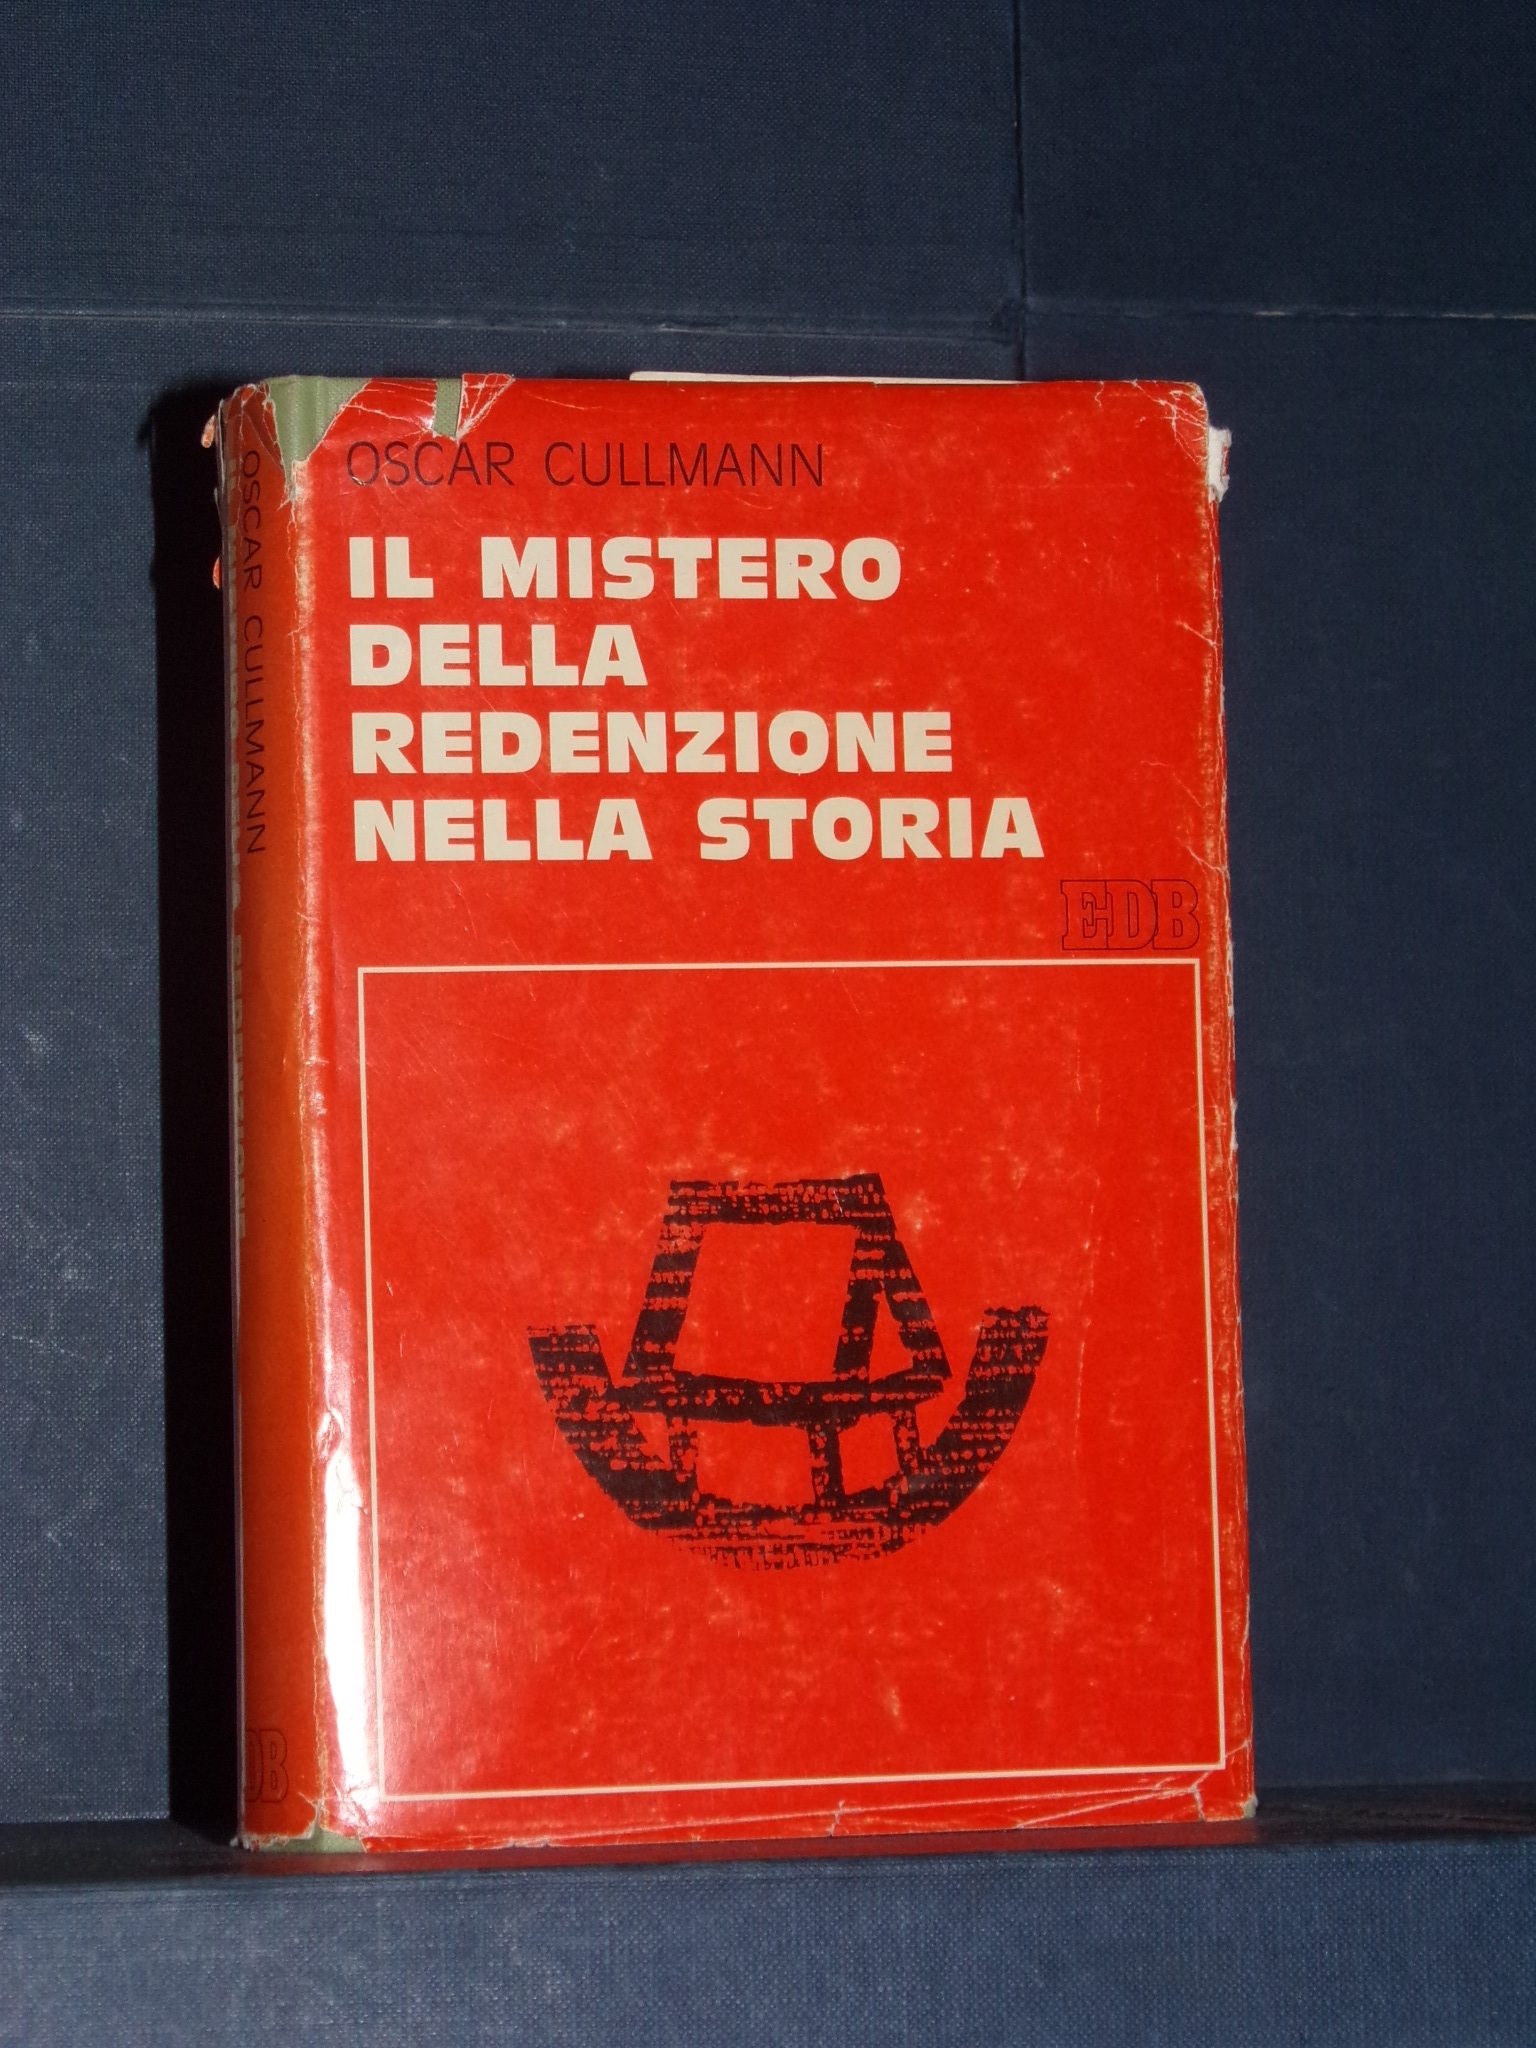 OSCAR CULLMANN
IL MISTERO
DELLA
REDENZIONE
NELLA STORIA
EDB
OSCAR CULLMANN